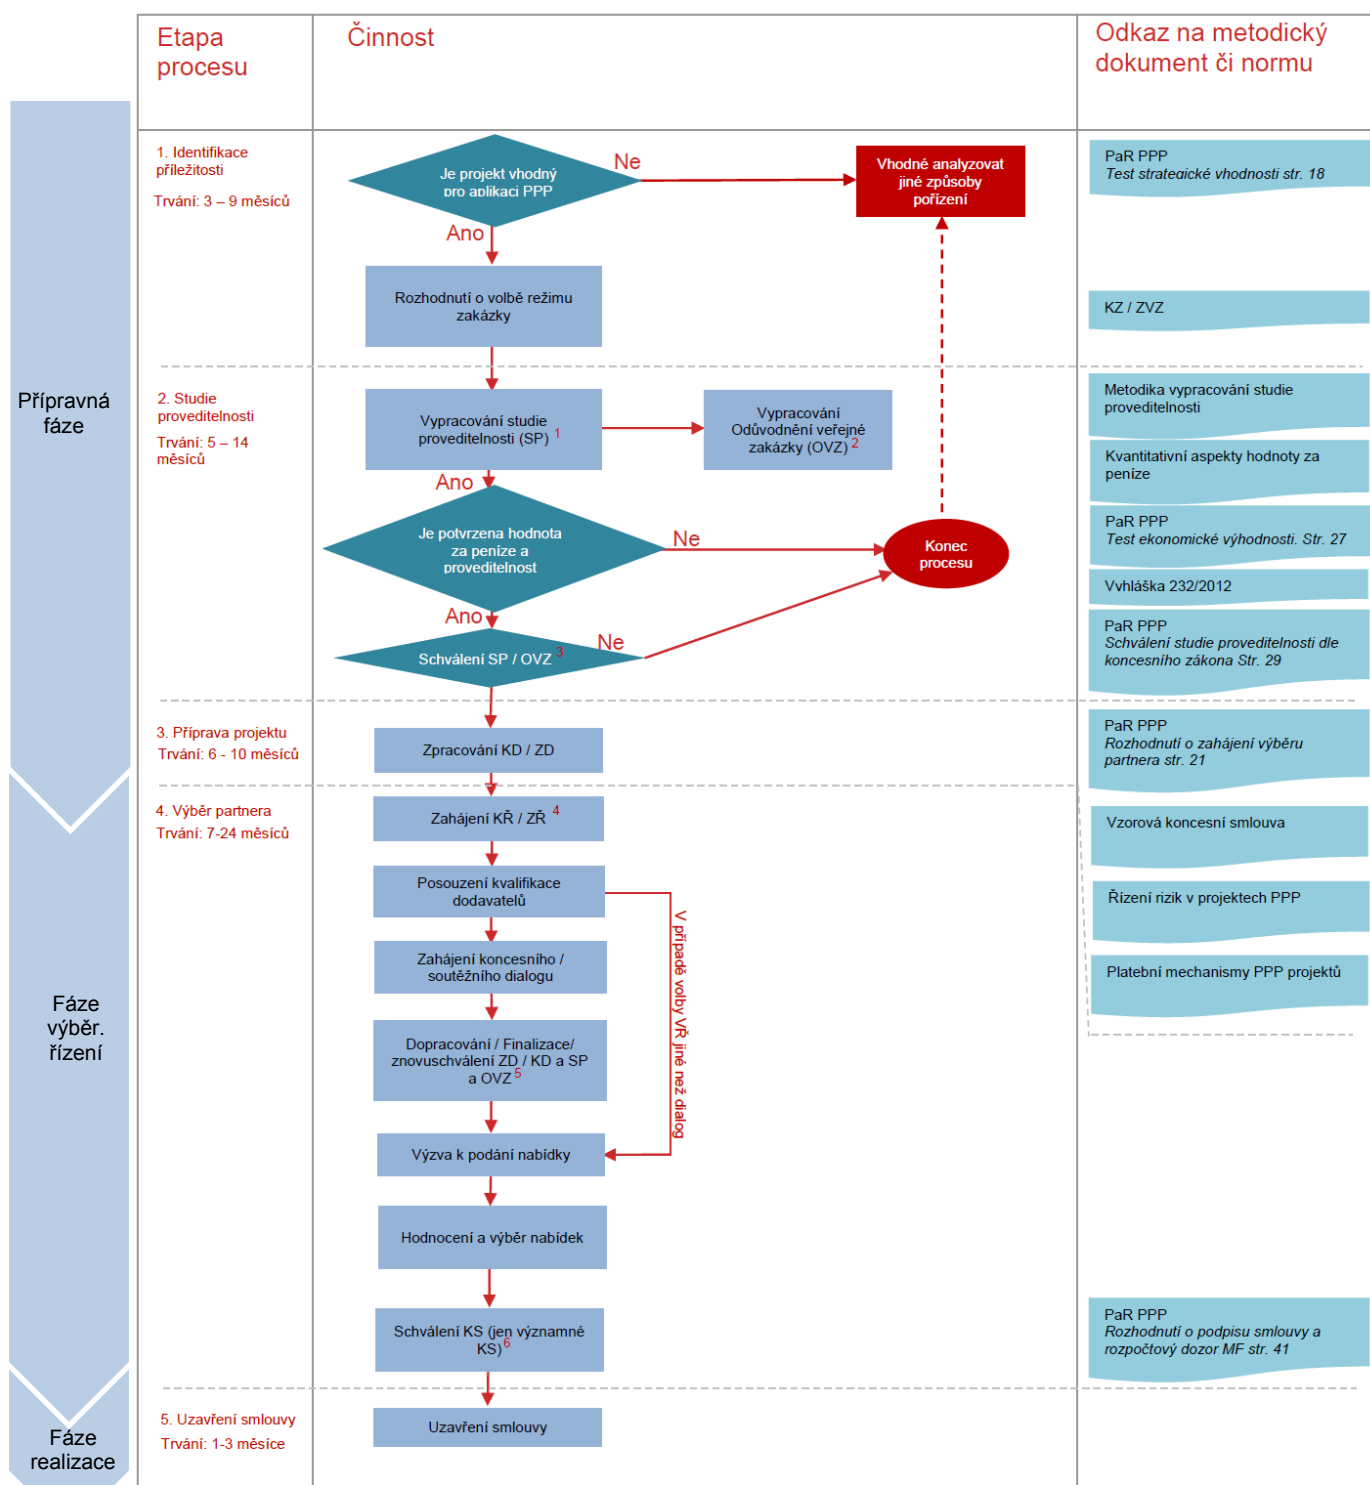 Etapa
procesu
Činnost
Odkaz na metodický
dokument či normu
Přípravná
fáze
1. Identifikace
příležitosti
Trvání: 3 – 9 měsíců
Je projekt vhodný
pro aplikaci PPP
Ne
Ano
Vhodné analyzovat
jiné způsoby
pořízení
PaR PPP
Test strategické vhodnosti str. 18
Rozhodnutí o volbě režimu
zakázky
KZ / ZVZ
2. Studie
proveditelnosti
Trvání: 5 – 14
měsíců
Vypracování studie
proveditelnosti (SP) 1
Vypracování
Odůvodnění veřejné
zakázky (OVZ) 2
Metodika vypracování studie
proveditelnosti
Kvantitativní aspekty hodnoty za
peníze
Ano
Je potvrzena hodnota
za peníze a
proveditelnost
Ne
Konec
procesu
PaR PPP
Test ekonomické výhodnosti. Str. 27
Vyhláška 232/2012
Ano
Schválení SP / OVZ 3
Ne
PaR PPP
Schválení studie proveditelnosti dle
koncesního zákona Str. 29
3. Příprava projektu
Trvání: 6 - 10 měsíců
Zpracování KD / ZD
PaR PPP
Rozhodnutí o zahájení výběru
partnera str. 21
Fáze
výběr.
řízení
4. Výběr partnera
Trvání: 7-24 měsíců
Zahájení KŘ / ZŘ 4
Vzorová koncesní smlouva
Posouzení kvalifikace
dodavatelů
Řízení rizik v projektech PPP
Zahájení koncesního /
soutěžního dialogu
Platební mechanismy PPP projektů
V případě volby VŘ jiné než dialog
Dopracování / Finalizace/
znovuschválení ZD / KD a SP
a OVZ 5
Výzva k podání nabídky
Hodnocení a výběr nabídek
Schválení KS (jen významné
KS) 6
PaR PPP
Rozhodnutí o podpisu smlouvy a
rozpočtový dozor MF str. 41
Fáze
realizace
5. Uzavření smlouvy
Trvání: 1-3 měsíce
Uzavření smlouvy